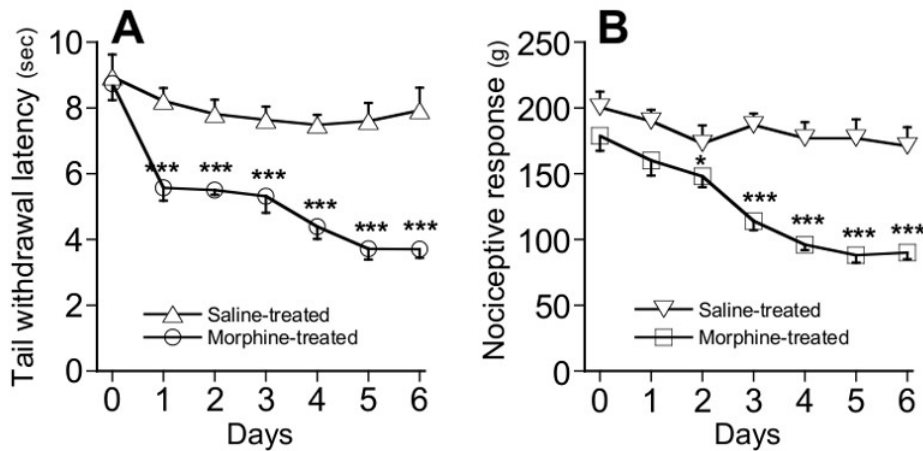 A
Tail withdrawal latency (sec)
10
8
6
4
2
0
*** *** *** *** *** ***
Saline-treated
Morphine-treated
0 1 2 3 4 5 6
Days
B
Nociceptive response (g)
250
200
150
100
50
0
* *** *** *** ***
Saline-treated
Morphine-treated
0 1 2 3 4 5 6
Days